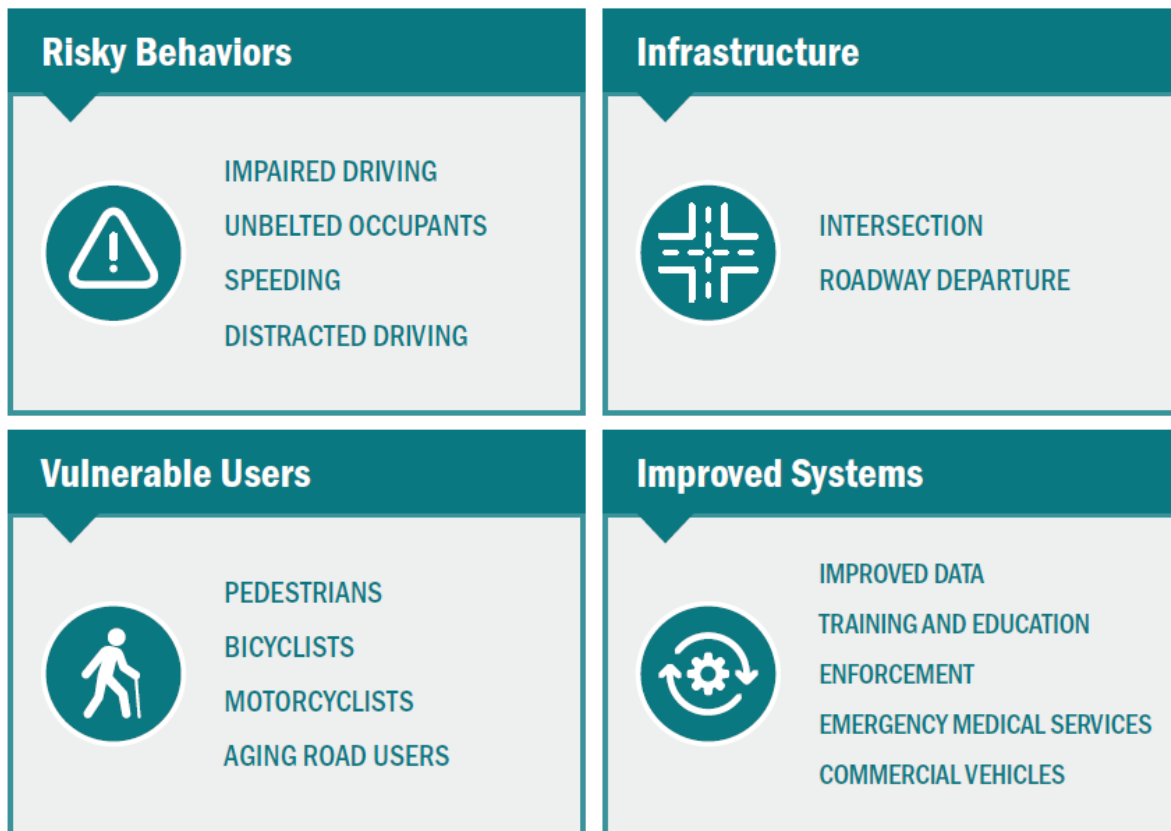 Risky Behaviors
IMPAIRED DRIVING
UNBELTED OCCUPANTS
SPEEDING
DISTRACTED DRIVING
Infrastructure
INTERSECTION
ROADWAY DEPARTURE
Vulnerable Users
PEDESTRIANS
BICYCLISTS
MOTORCYCLISTS
AGING ROAD USERS
Improved Systems
IMPROVED DATA
TRAINING AND EDUCATION
ENFORCEMENT
EMERGENCY MEDICAL SERVICES
COMMERCIAL VEHICLES